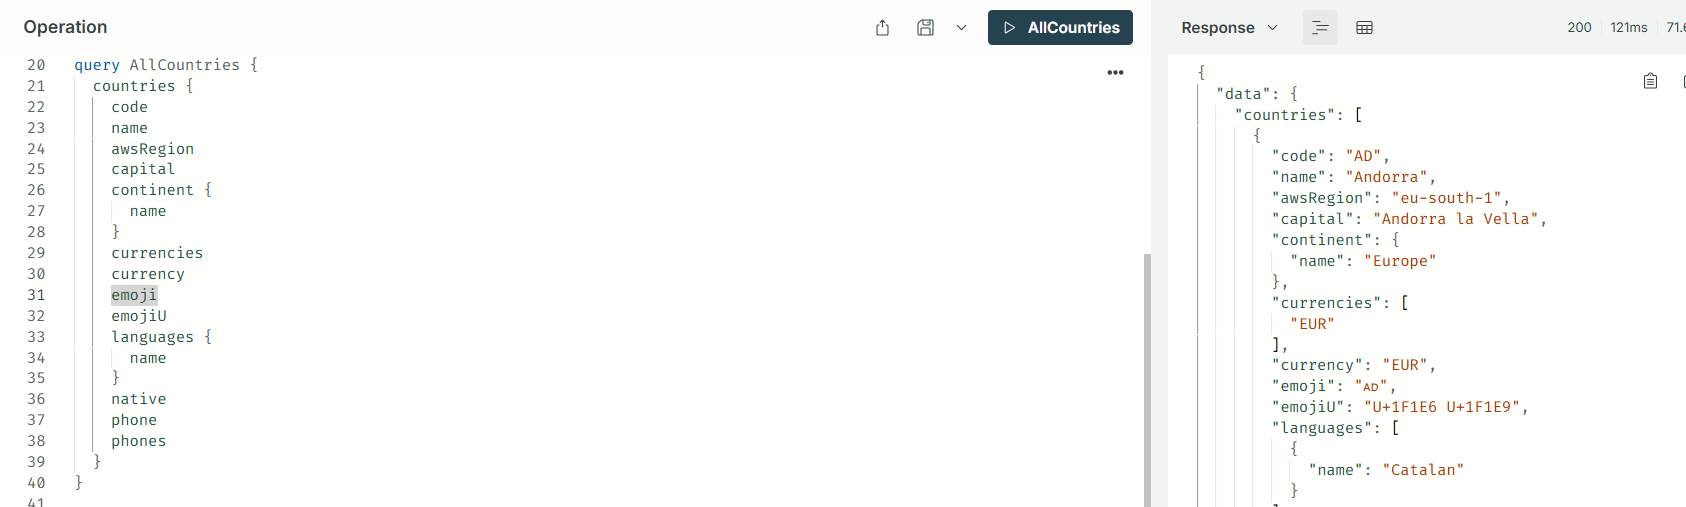 Operation
AllCountries
20 query AllCountries {
21 countries {
22 code
23 name
24 awsRegion
25 capital
26 continent {
27 name
28 }
29 currencies
30 currency
31 emoji
32 emojiU
33 languages {
34 name
35 }
36 native
37 phone
38 phones
39 }
40 }
41
Response
200 121ms 71.6
{
"data": {
"countries": [
{
"code": "AD",
"name": "Andorra",
"awsRegion": "eu-south-1",
"capital": "Andorra la Vella",
"continent": {
"name": "Europe"
},
"currencies": [
"EUR"
],
"currency": "EUR",
"emoji": "🇦🇩",
"emojiU": "U+1F1E6 U+1F1E9",
"languages": [
{
"name": "Catalan"
}